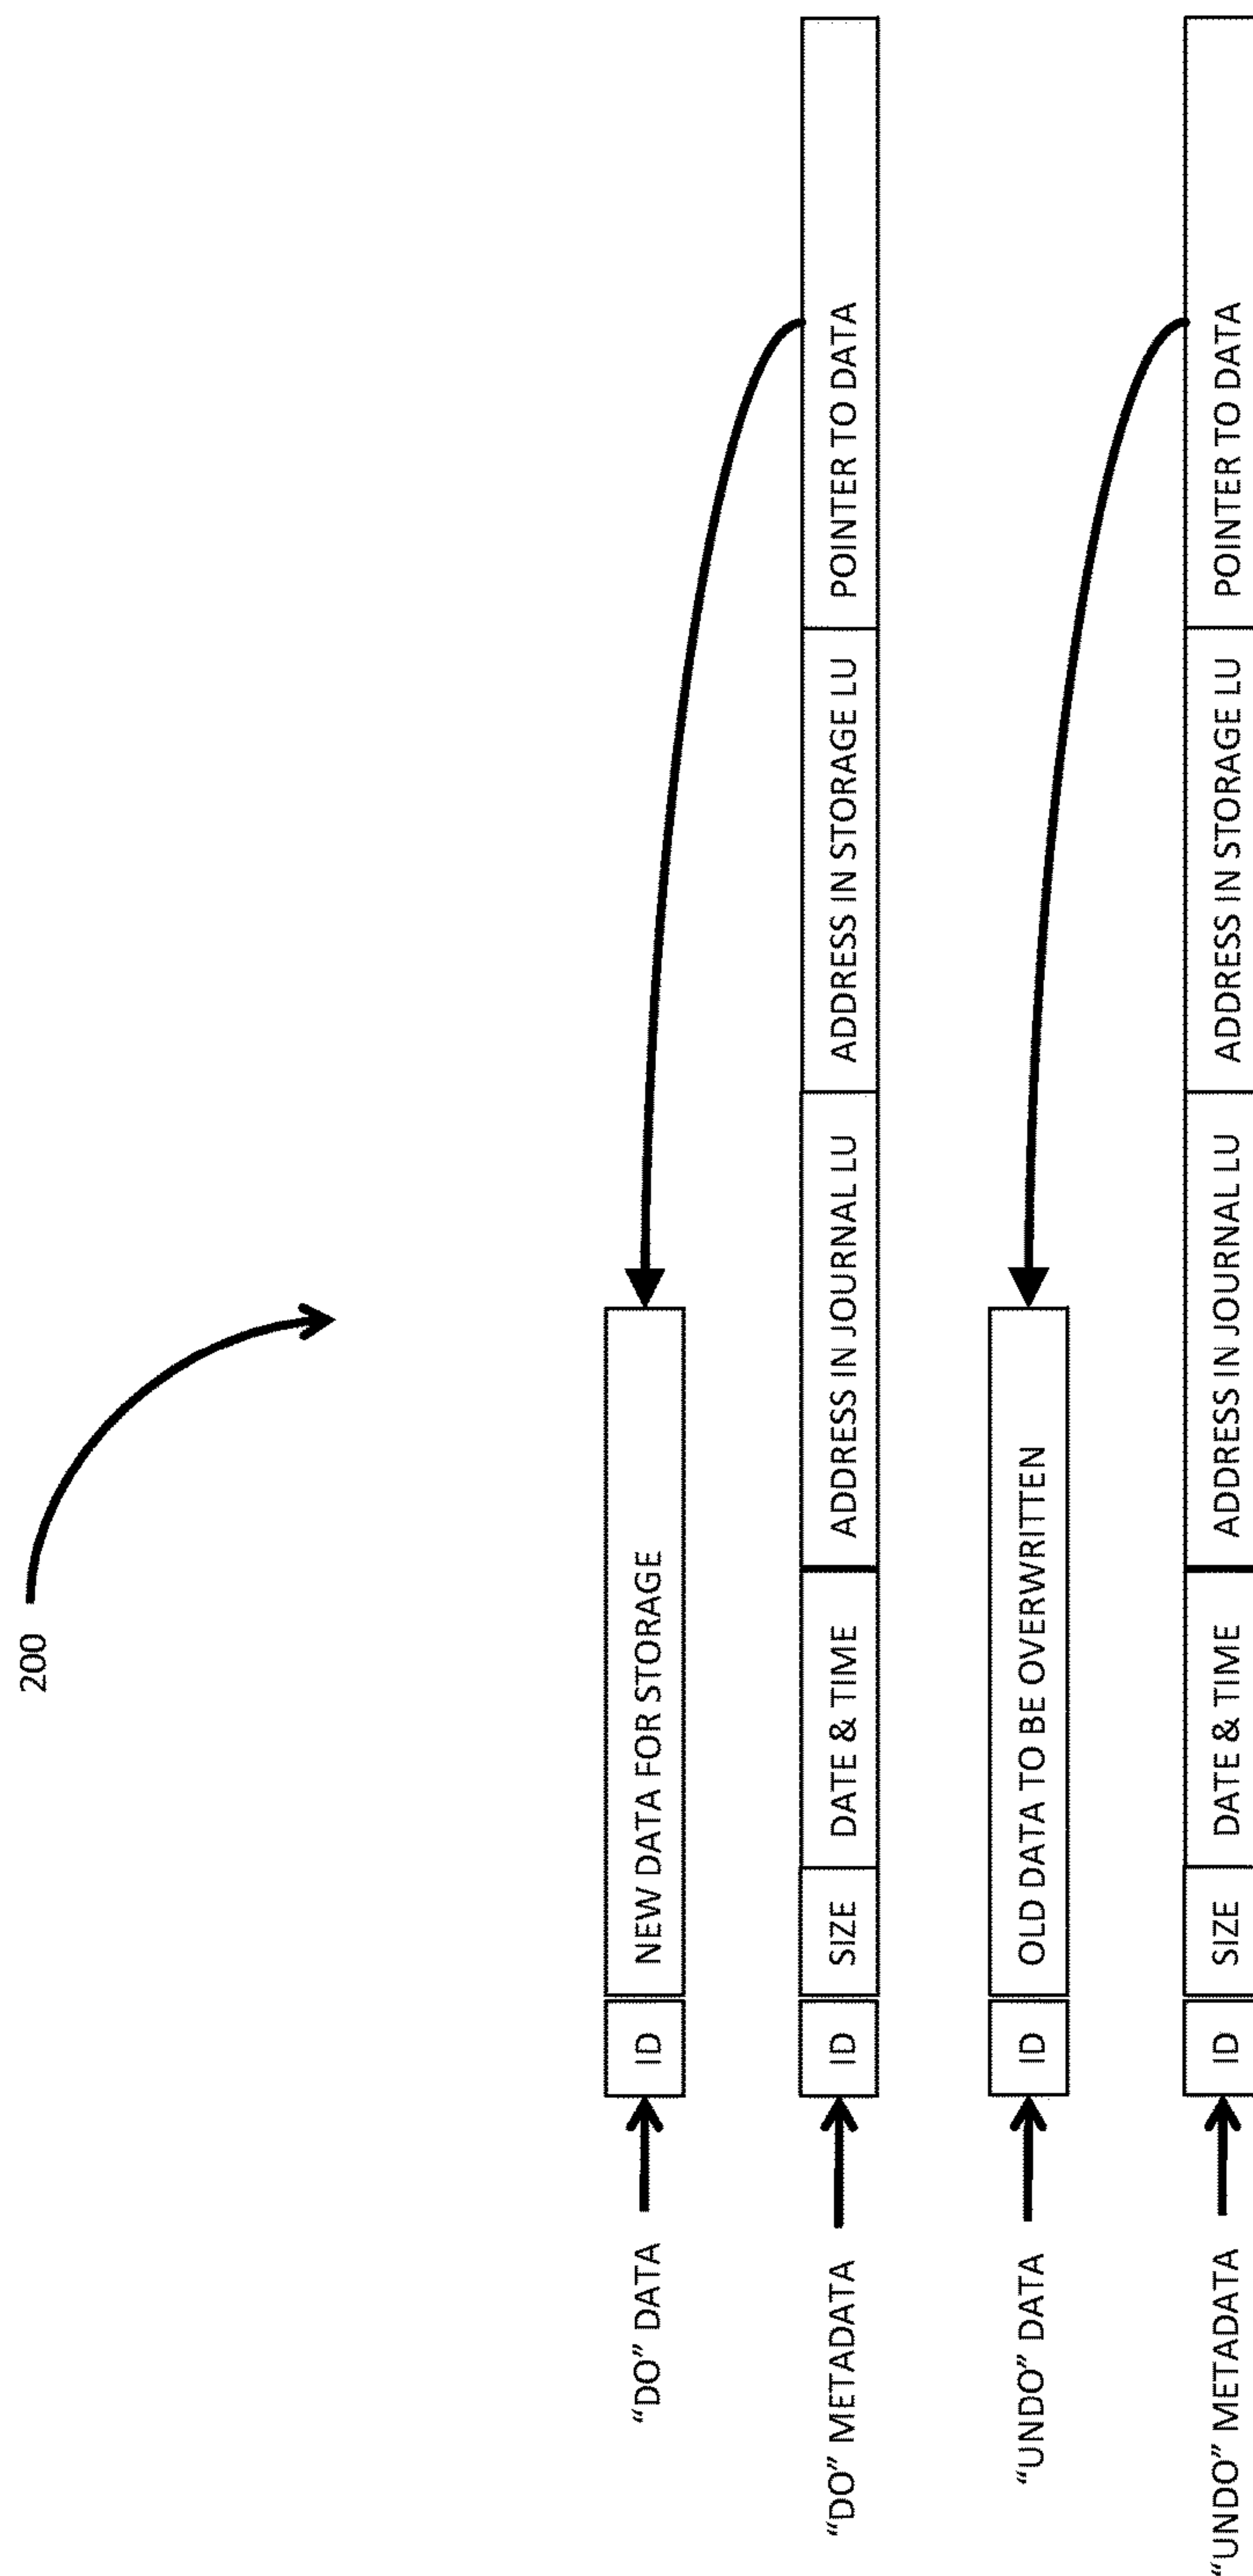 200
“DO” DATA
ID
NEW DATA FOR STORAGE
“DO” METADATA
ID
SIZE
DATE & TIME
ADDRESS IN JOURNAL LU
ADDRESS IN STORAGE LU
POINTER TO DATA
“UNDO” DATA
ID
OLD DATA TO BE OVERWRITTEN
“UNDO” METADATA
ID
SIZE
DATE & TIME
ADDRESS IN JOURNAL LU
ADDRESS IN STORAGE LU
POINTER TO DATA